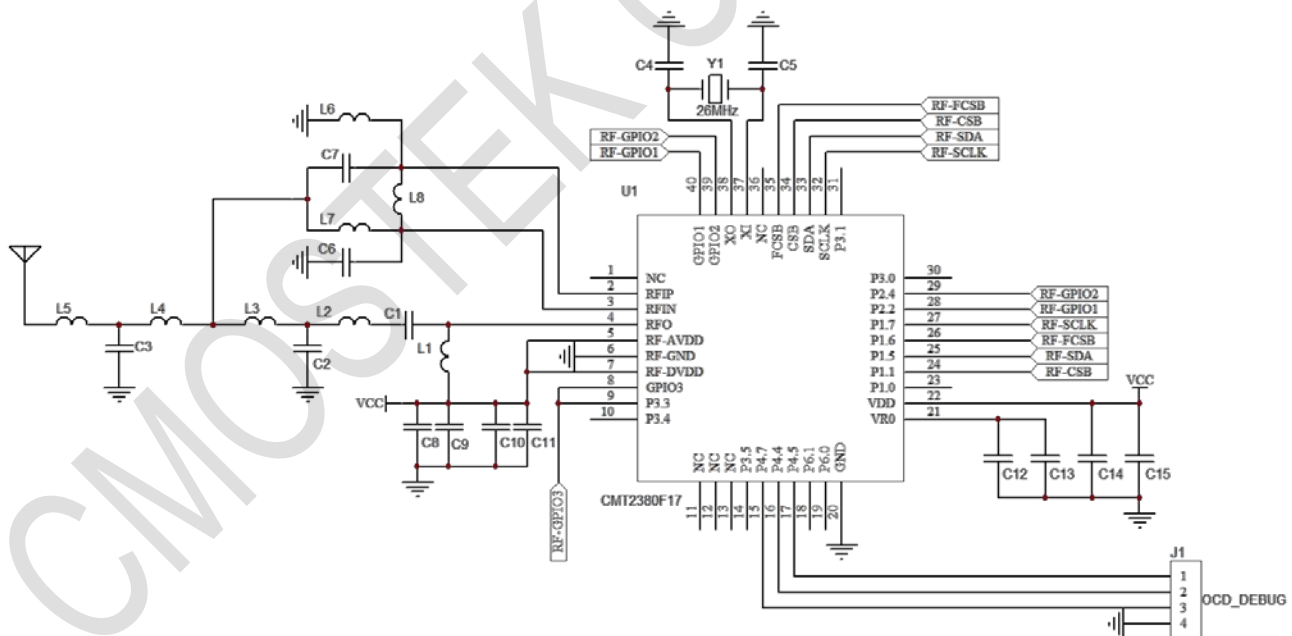 CMOSTEK C
C4
Y1
C5
26MHz
L6
C7
L8
L7
C6
RF-GPIO2
RF-GPIO1
RF-FCSB
RF-CSB
RF-SDA
RF-SCLK
U1
40 39 38 37 36 35 34 33 32 31
GPIO1 GPIO2 XO XI NC FCSB CSB SDA SCLK P3.1
L5
L4
L3
L2
C1
C3
C2
L1
1 NC
2 RFIP
3 RFIN
4 RFO
5 RF-AVDD
6 RF-GND
7 RF-DVDD
8 GPIO3
9 P3.3
10 P3.4
P3.0 30
P2.4 29 RF-GPIO2
P2.2 28 RF-GPIO1
P1.7 27 RF-SCLK
P1.6 26 RF-FCSB
P1.5 25 RF-SDA
P1.1 24 RF-CSB
P1.0 23
VDD 22
VR0 21
VCC
VCC
C8 C9 C10 C11
C12 C13 C14 C15
NC NC NC P3.5 P4.7 P4.4 P4.5 P6.1 P6.0 GND
11 12 13 14 15 16 17 18 19 20
CMT2380F17
RF-GPIO3
J1
1
2
3
4
OCD_DEBUG